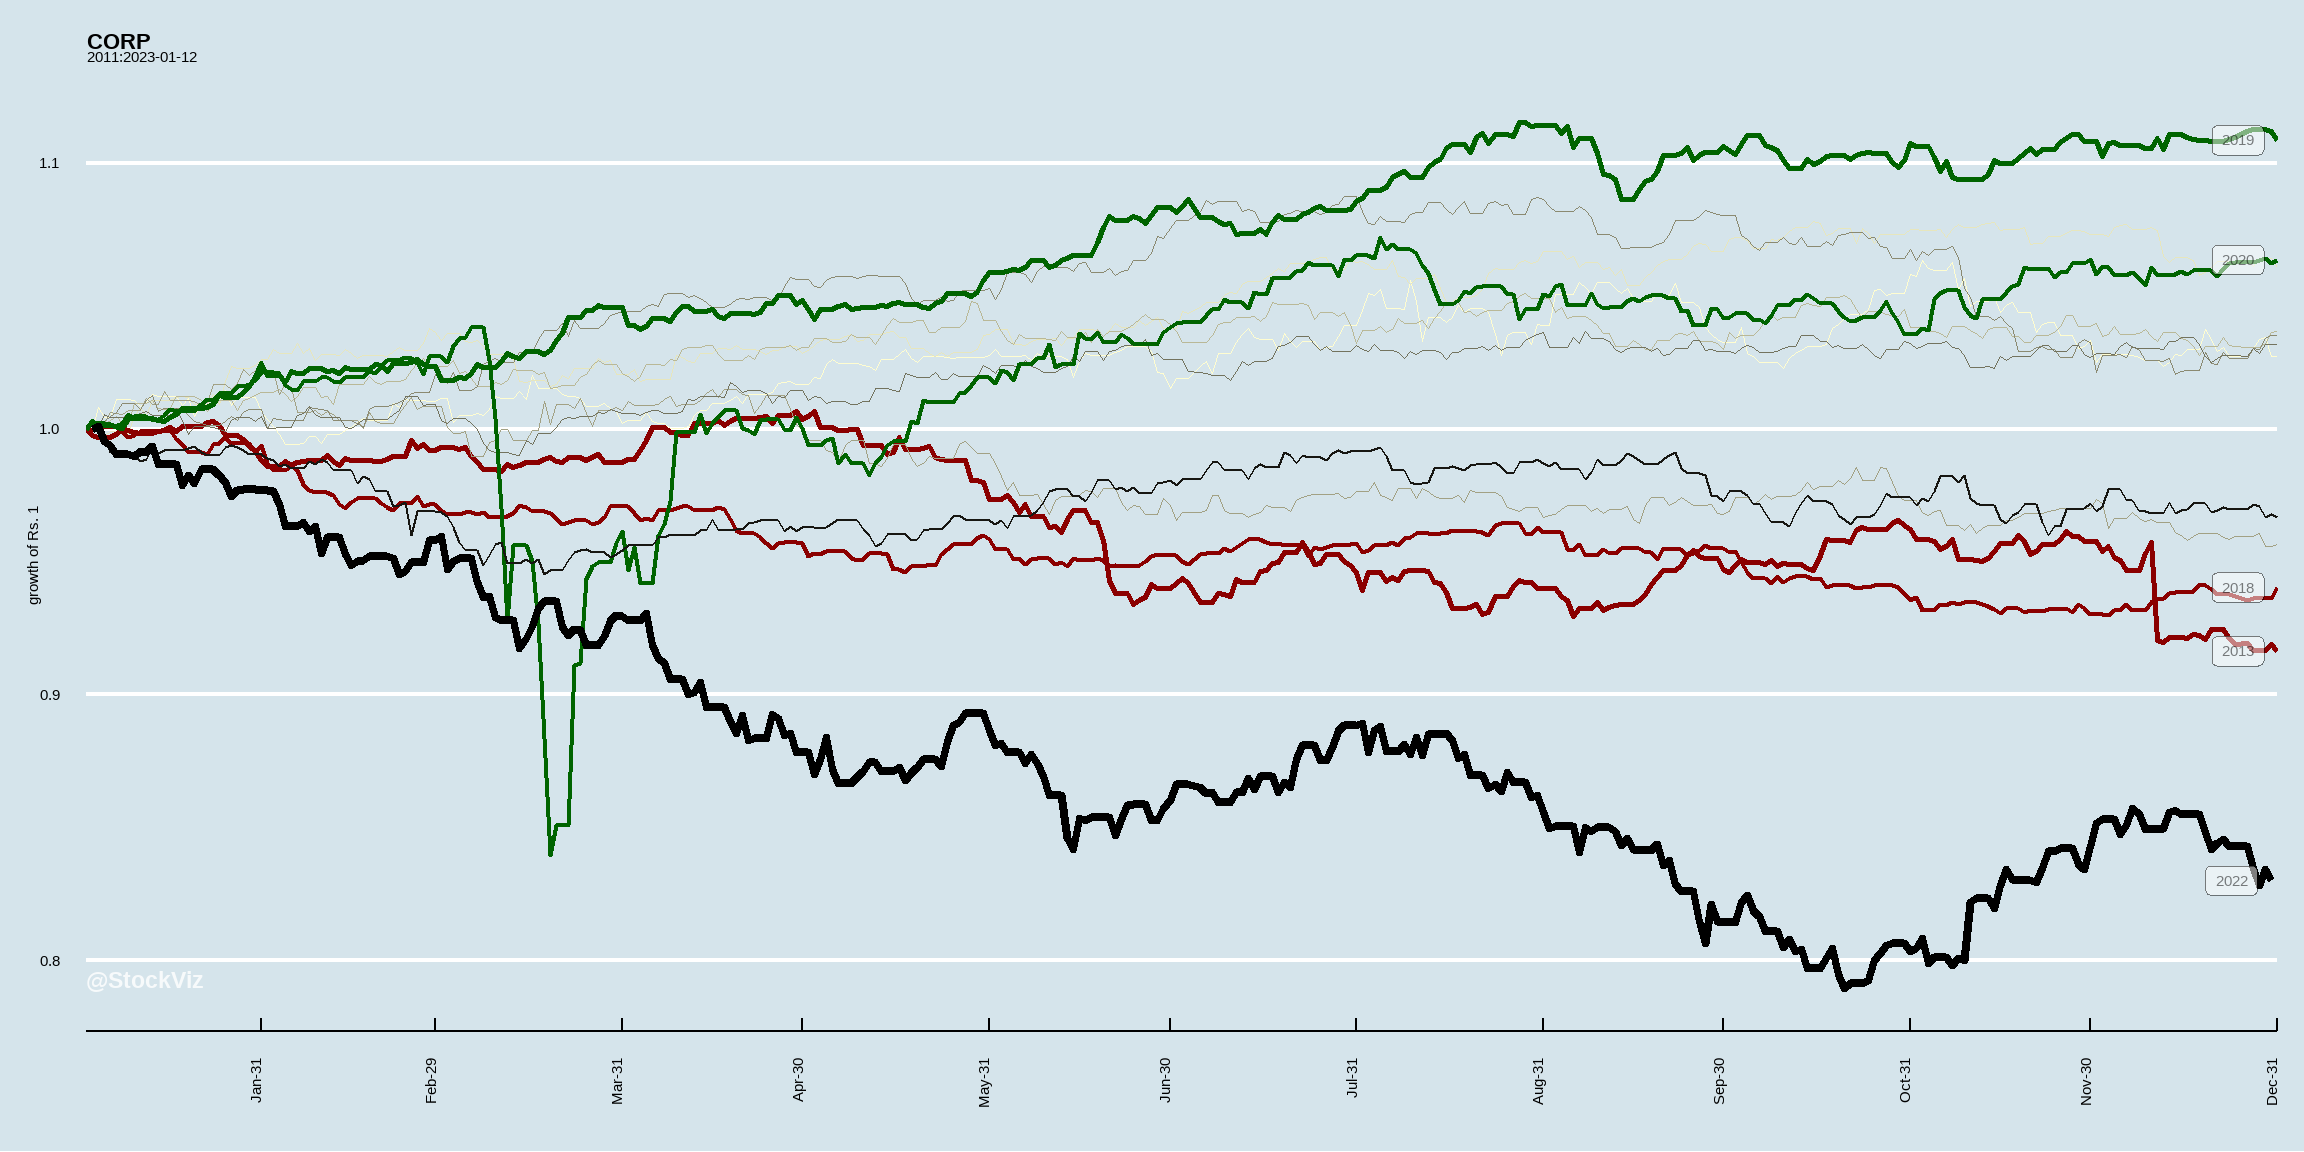 CORP
2011:2023-01-12
growth of Rs. 1
1.1
1.0
0.9
0.8
2019
2020
2018
2013
2022
@StockViz
Jan-31
Feb-29
Mar-31
Apr-30
May-31
Jun-30
Jul-31
Aug-31
Sep-30
Oct-31
Nov-30
Dec-31